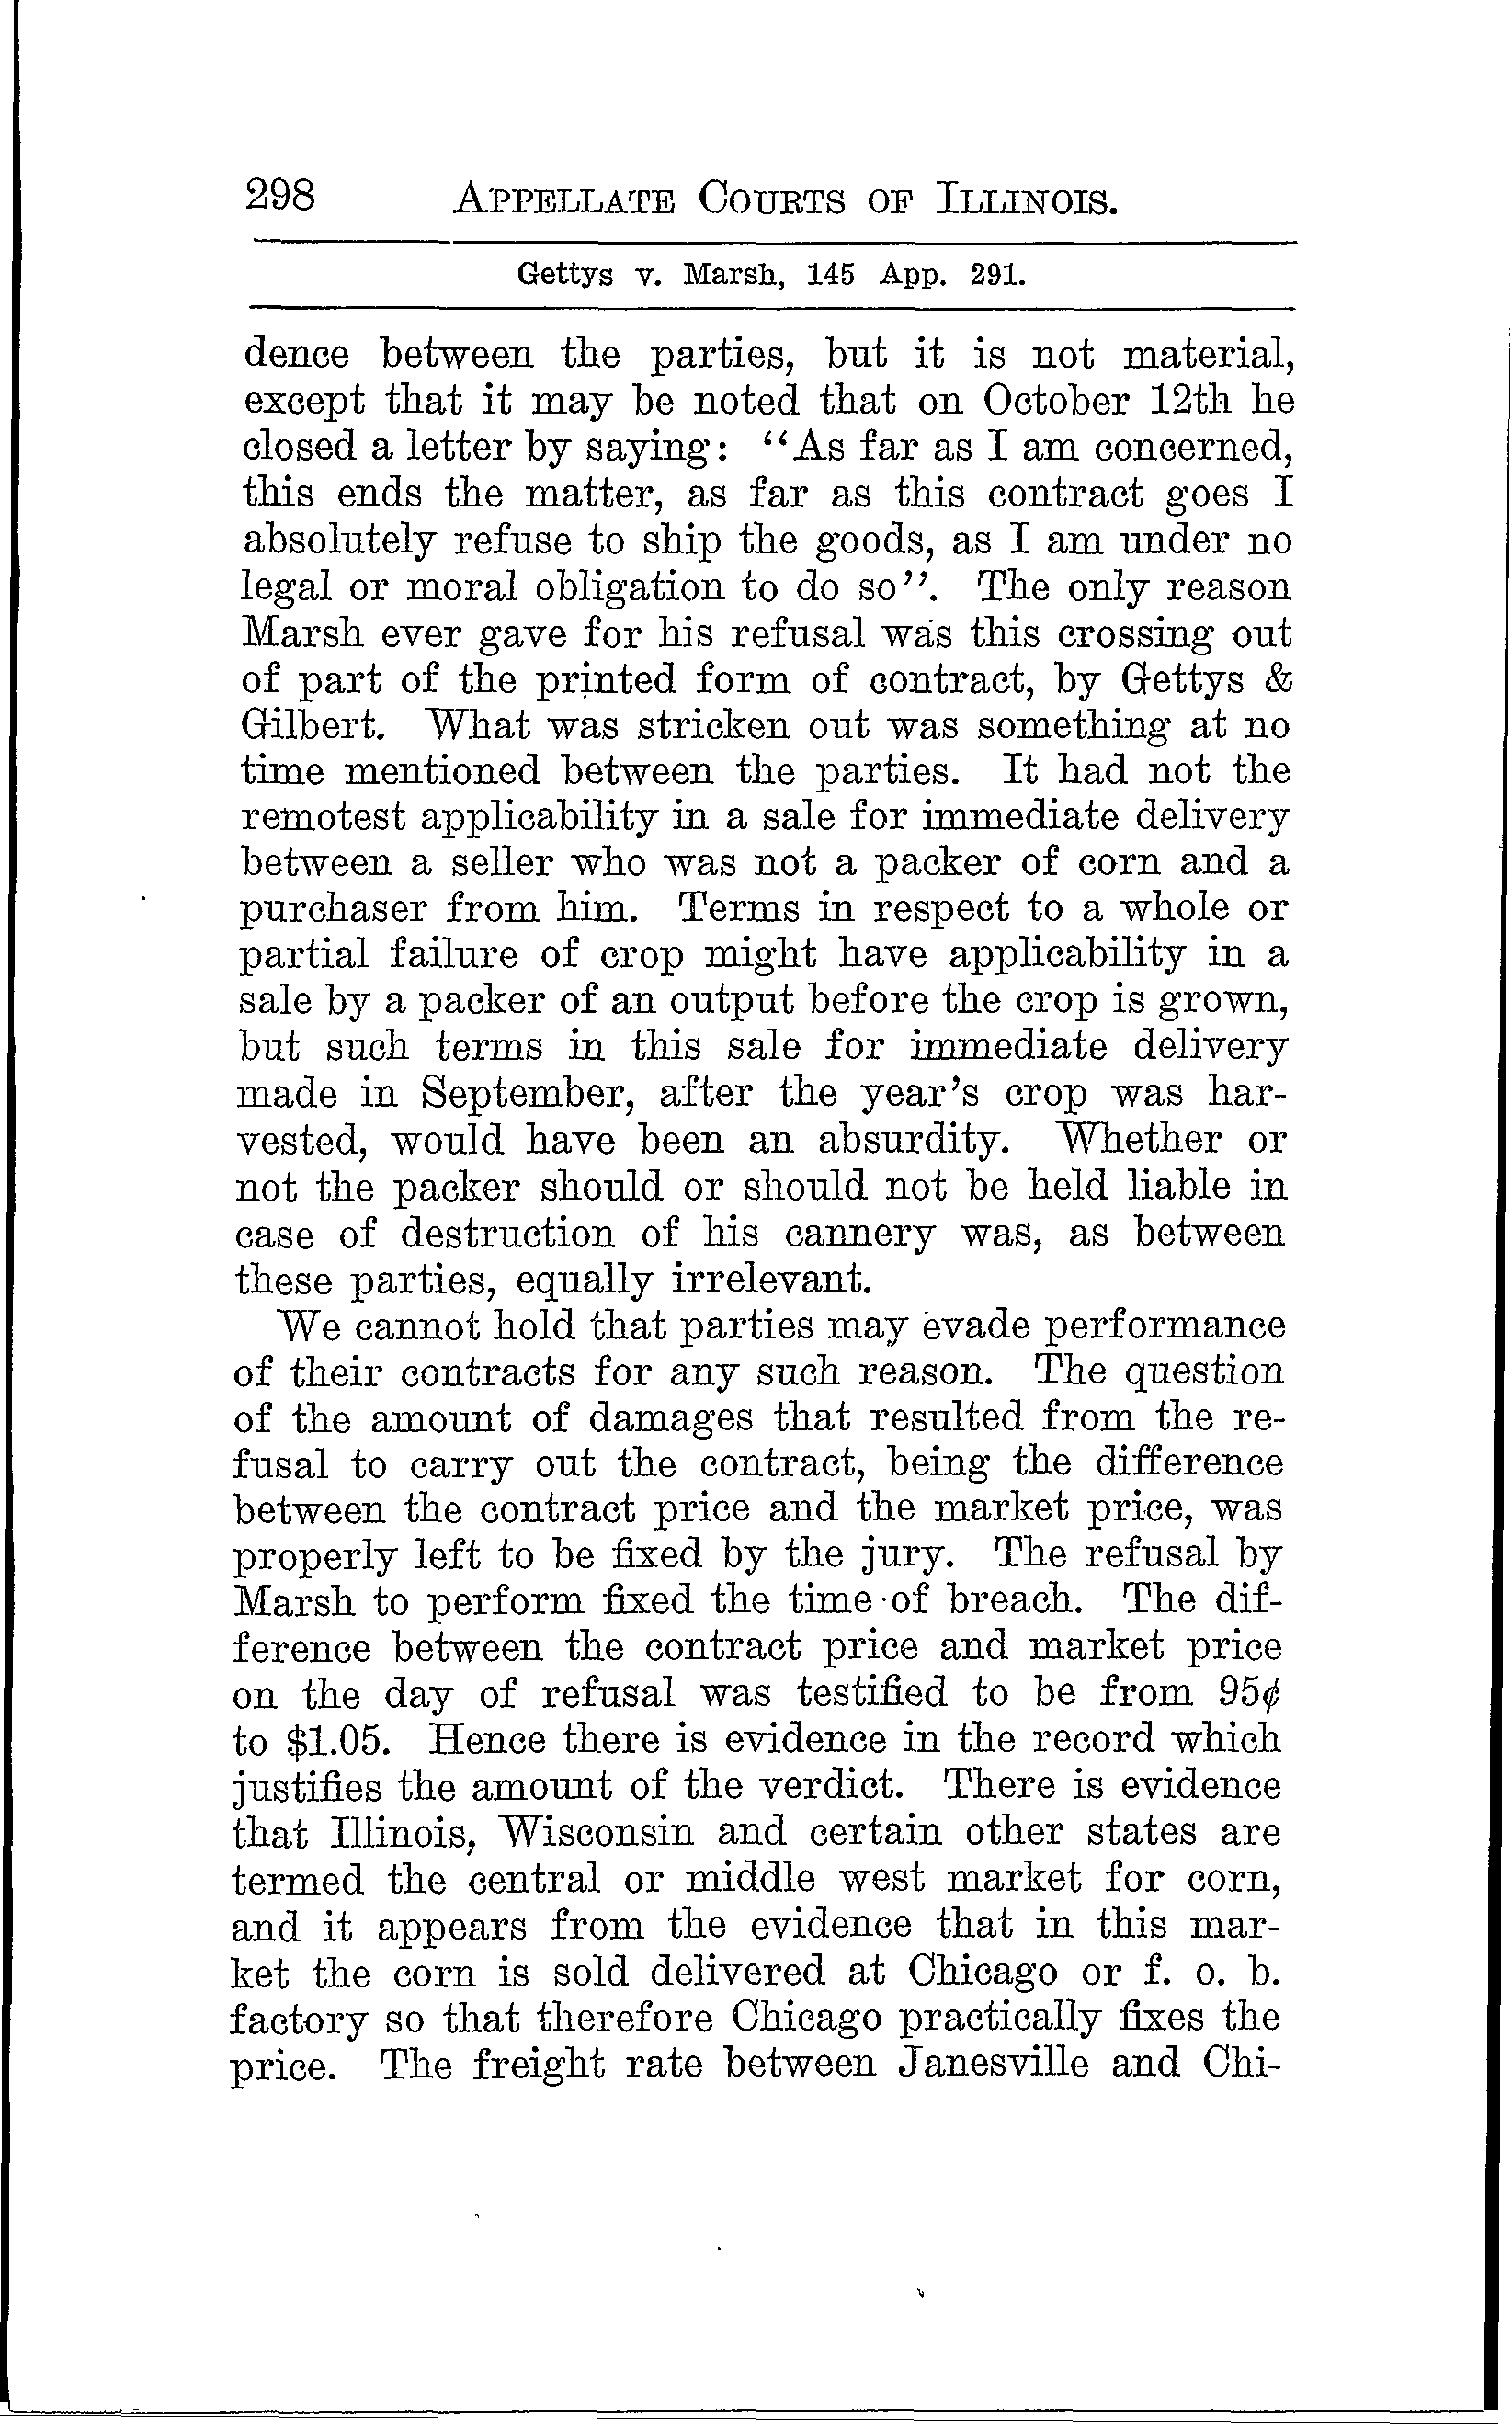 298 APPELLATE COURTS OF ILLINOIS.
Gettys v. Marsh, 145 App. 291.
dence between the parties, but it is not material,
except that it may be noted that on October 12th he
closed a letter by saying: "As far as I am concerned,
this ends the matter, as far as this contract goes I
absolutely refuse to ship the goods, as I am under no
legal or moral obligation to do so". The only reason
Marsh ever gave for his refusal was this crossing out
of part of the printed form of contract, by Gettys &
Gilbert. What was stricken out was something at no
time mentioned between the parties. It had not the
remotest applicability in a sale for immediate delivery
between a seller who was not a packer of corn and a
purchaser from him. Terms in respect to a whole or
partial failure of crop might have applicability in a
sale by a packer of an output before the crop is grown,
but such terms in this sale for immediate delivery
made in September, after the year's crop was har-
vested, would have been an absurdity. Whether or
not the packer should or should not be held liable in
case of destruction of his cannery was, as between
these parties, equally irrelevant.
We cannot hold that parties may evade performance
of their contracts for any such reason. The question
of the amount of damages that resulted from the re-
fusal to carry out the contract, being the difference
between the contract price and the market price, was
properly left to be fixed by the jury. The refusal by
Marsh to perform fixed the time of breach. The dif-
ference between the contract price and market price
on the day of refusal was testified to be from 95¢
to $1.05. Hence there is evidence in the record which
justifies the amount of the verdict. There is evidence
that Illinois, Wisconsin and certain other states are
termed the central or middle west market for corn,
and it appears from the evidence that in this mar-
ket the corn is sold delivered at Chicago or f. o. b.
factory so that therefore Chicago practically fixes the
price. The freight rate between Janesville and Chi-